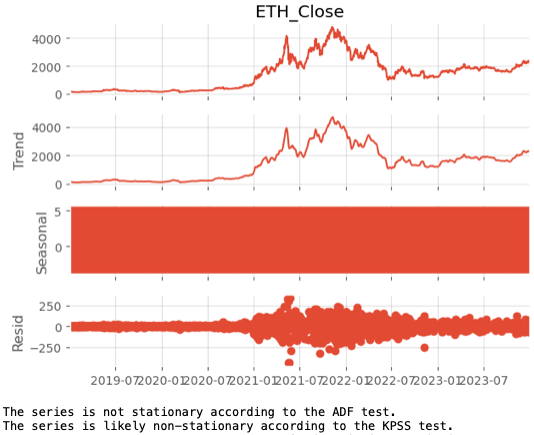 ETH_Close
4000
2000
0
Trend
4000
2000
0
Seasonal
5
0
Resid
250
0
−250
2019-07 2020-01 2020-07 2021-01 2021-07 2022-01 2022-07 2023-01 2023-07
The series is not stationary according to the ADF test.
The series is likely non-stationary according to the KPSS test.